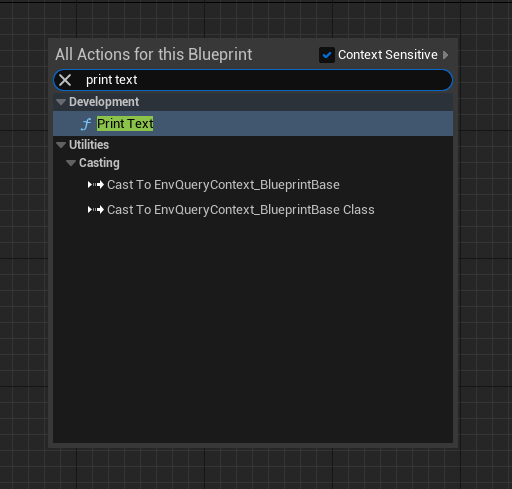 All Actions for this Blueprint Context Sensitive
print text
Development
Print Text
Utilities
Casting
Cast To EnvQueryContext_BlueprintBase
Cast To EnvQueryContext_BlueprintBase Class